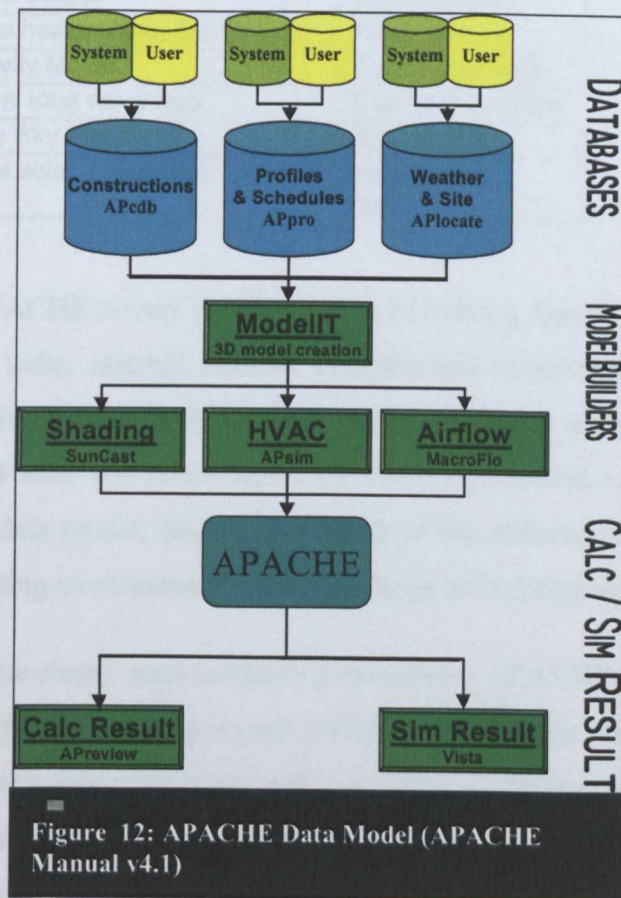 System User System User System User
Constructions
APcdb
Profiles
& Schedules
APpro
Weather
& Site
APlocate
DATABASES
ModelIT
3D model creation
MODELBUILDERS
Shading
SunCast
HVAC
APsim
Airflow
MacroFlo
APACHE
CALC / SIM RESULT
Calc Result
APreview
Sim Result
Vista
Figure 12: APACHE Data Model (APACHE
Manual v4.1)